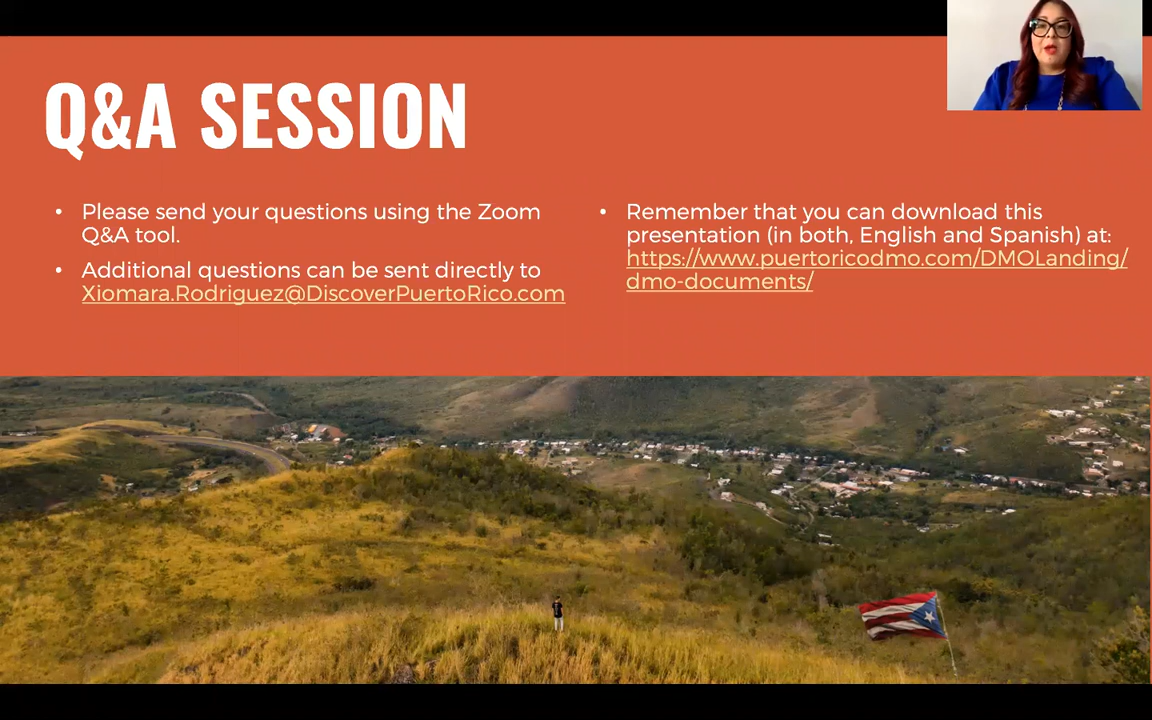 Q&A SESSION
• Please send your questions using the Zoom
Q&A tool.
• Additional questions can be sent directly to
Xiomara.Rodriguez@DiscoverPuertoRico.com
• Remember that you can download this
presentation (in both, English and Spanish) at:
https://www.puertoricodmo.com/DMOLanding/
dmo-documents/